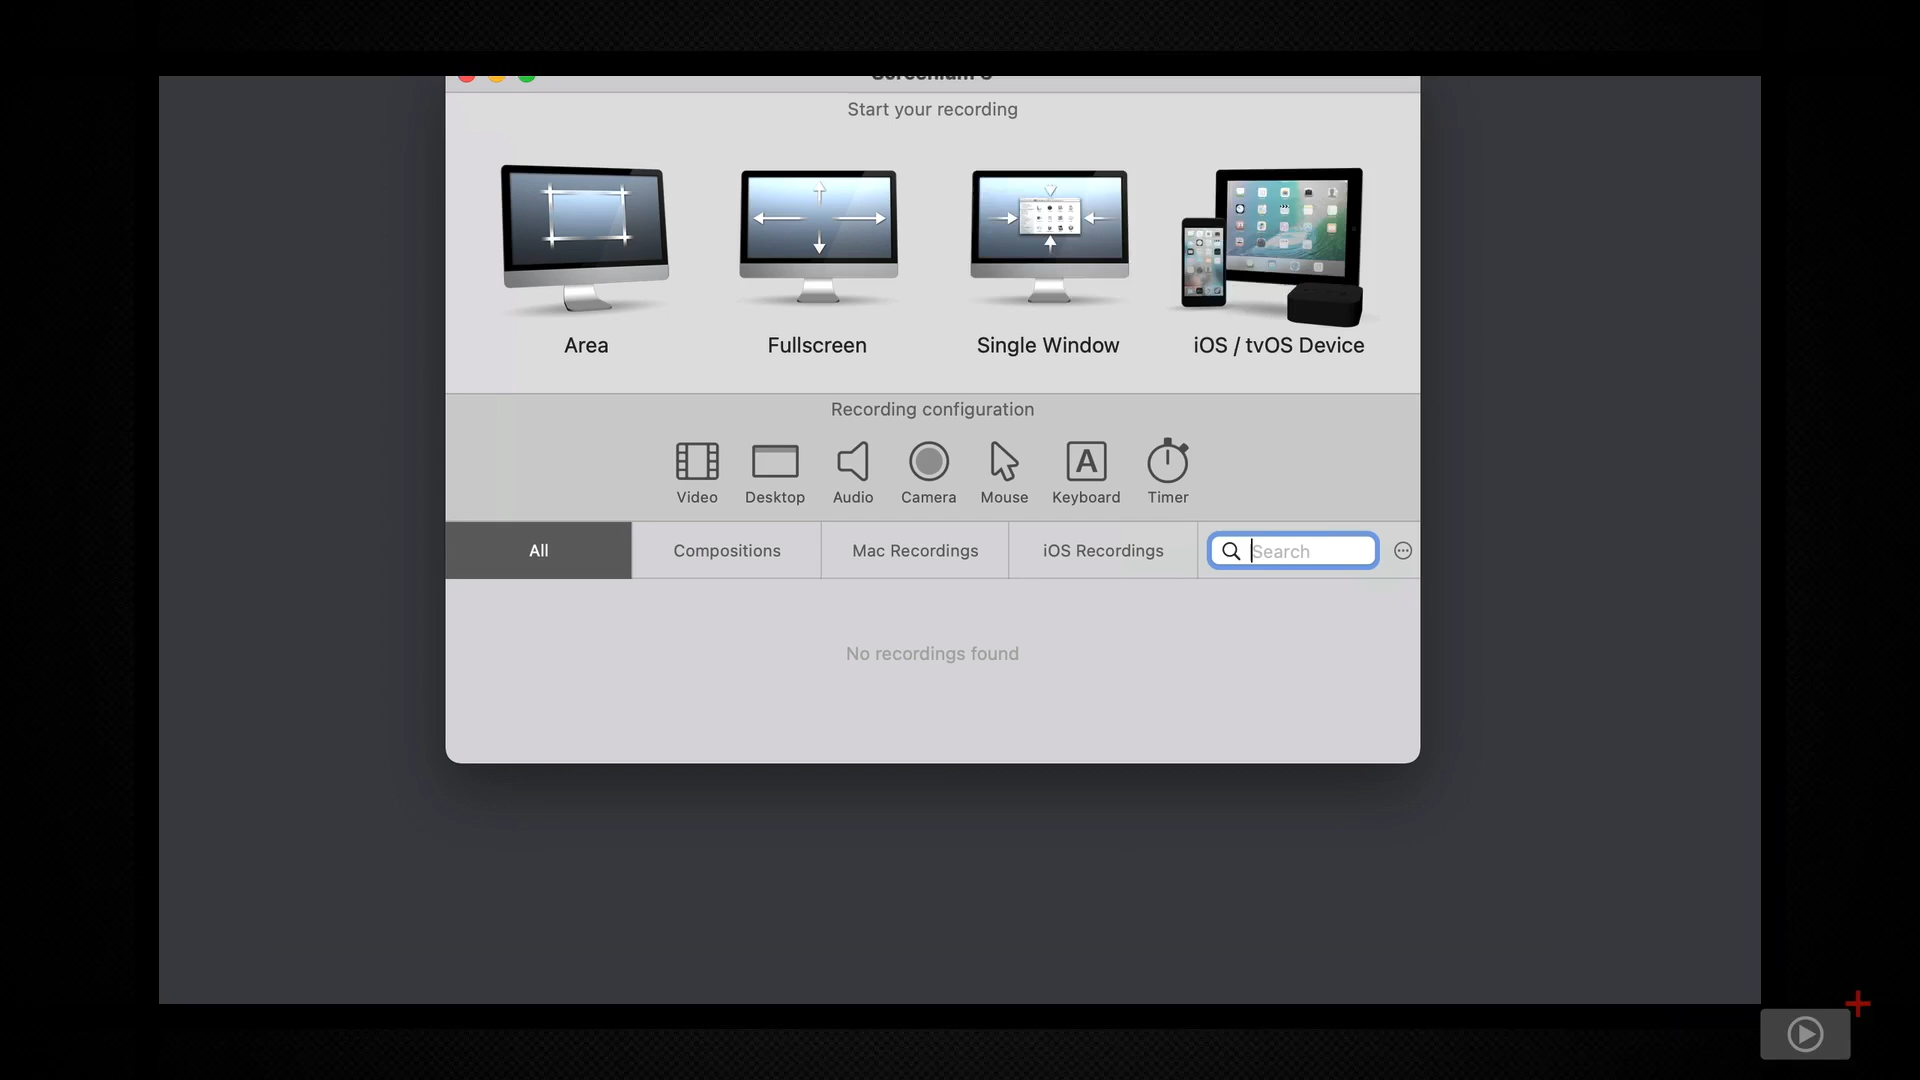 Start your recording
Area
Fullscreen
Single Window
iOS / tvOS Device
Recording configuration
Video
Desktop
Audio
Camera
Mouse
A
Keyboard
Timer
All
Compositions
Mac Recordings
iOS Recordings
Search
No recordings found